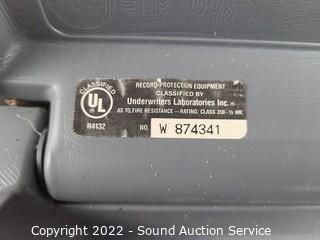 CLASSIFIED
UL
R4132
RECORD PROTECTION EQUIPMENT
CLASSIFIED BY
Underwriters Laboratories Inc.®
AS TO FIRE RESISTANCE - RATING: CLASS 350-½ HR.
NO. W 874341
Copyright 2022 - Sound Auction Service